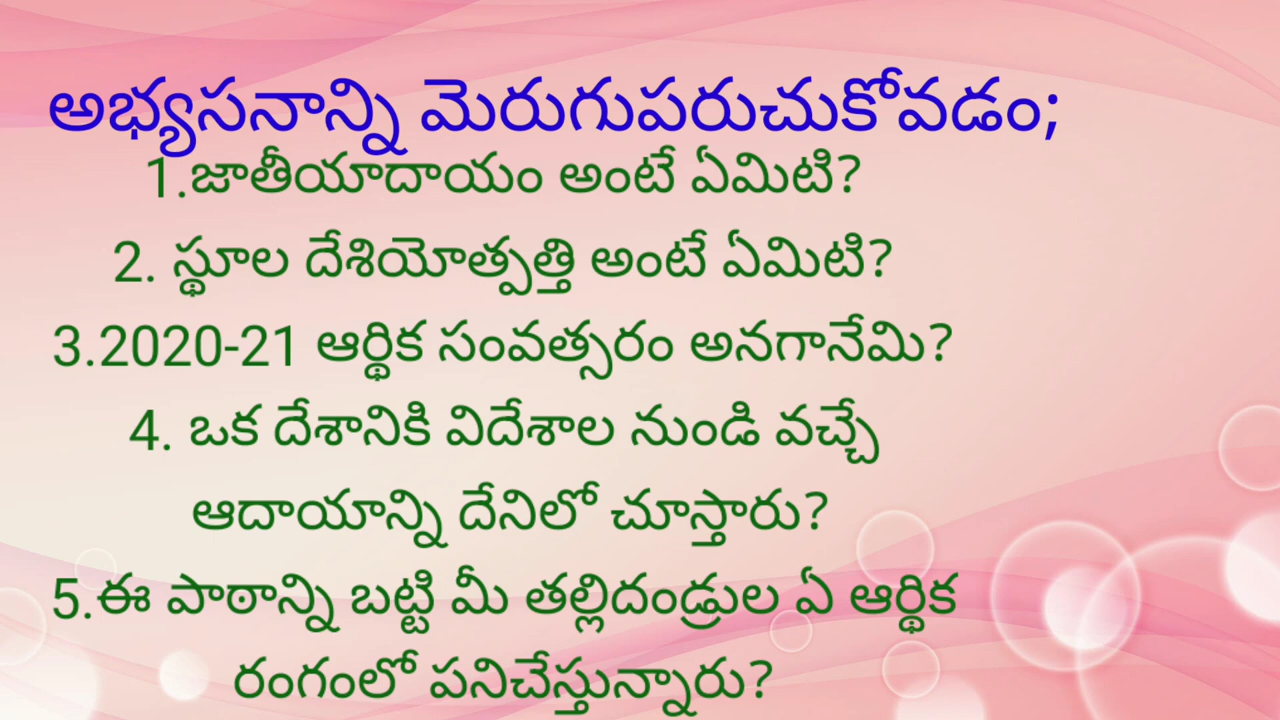 అభ్యసనాన్ని మెరుగుపరుచుకోవడం;
1.జాతీయాదాయం అంటే ఏమిటి?
2. స్థూల దేశియోత్పత్తి అంటే ఏమిటి?
3.2020-21 ఆర్థిక సంవత్సరం అనగానేమి?
4. ఒక దేశానికి విదేశాల నుండి వచ్చే
ఆదాయాన్ని దేనిలో చూస్తారు?
5.ఈ పాఠాన్ని బట్టి మీ తల్లిదండ్రుల ఏ ఆర్థిక
రంగంలో పనిచేస్తున్నారు?